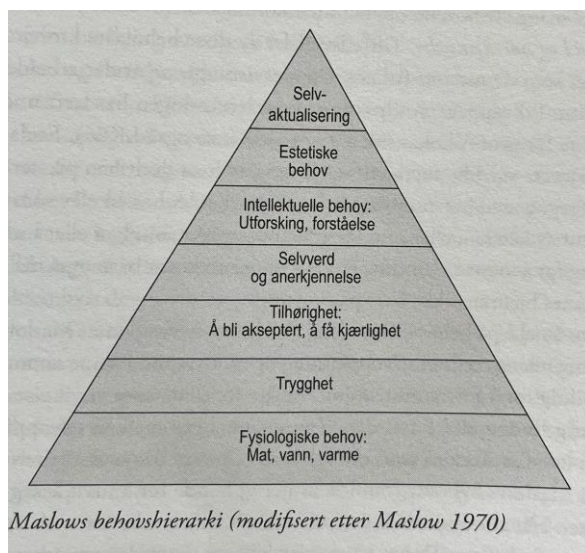 Selv-
aktualisering
Estetiske
behov
Intellektuelle behov:
Utforsking, forståelse
Selvverd
og anerkjennelse
Tilhørighet:
Å bli akseptert, å få kjærlighet
Trygghet
Fysiologiske behov:
Mat, vann, varme
Maslows behovshierarki (modifisert etter Maslow 1970)